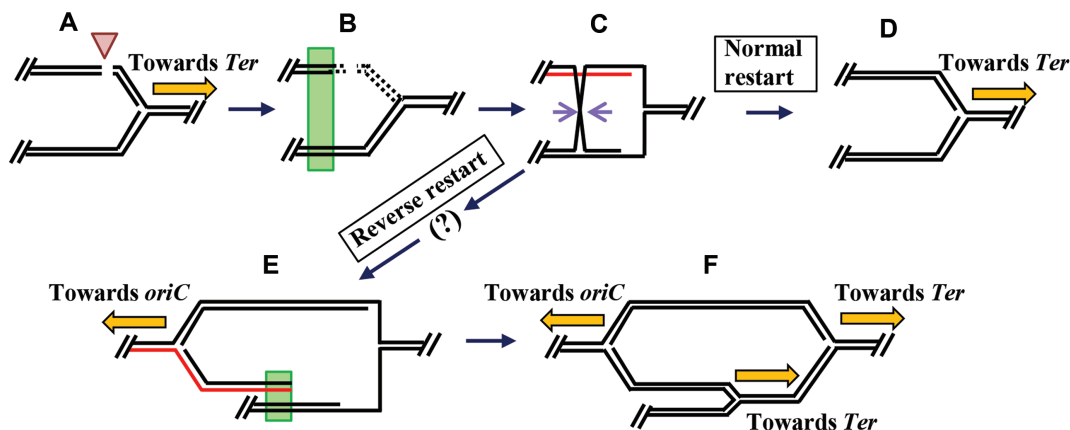 A
Towards Ter
B
C
Normal
restart
D
Towards Ter
Reverse restart
(?)
E
Towards oriC
F
Towards oriC
Towards Ter
Towards Ter